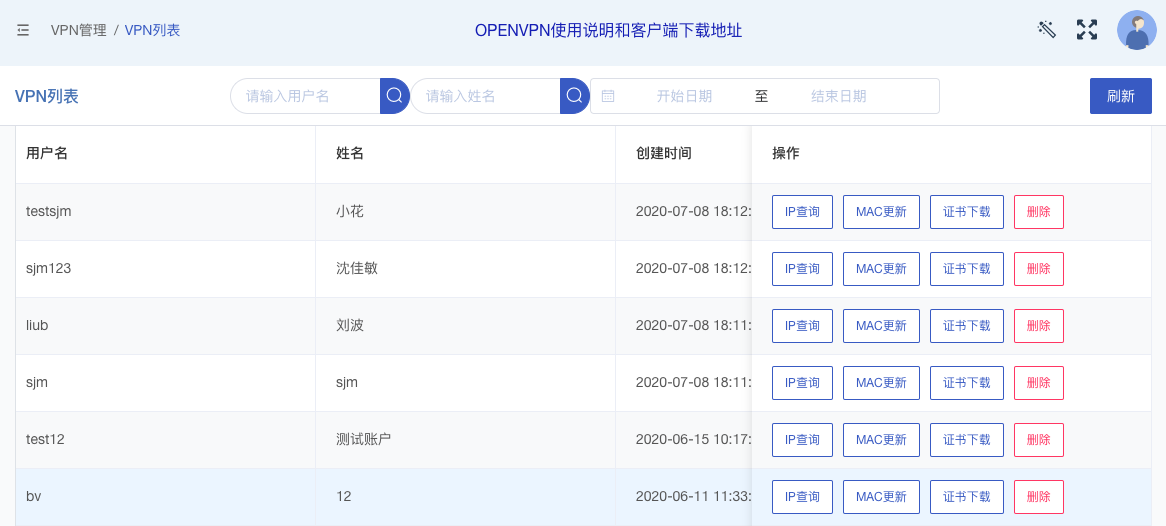 VPN管理 / VPN列表 OPENVPN使用说明和客户端下载地址
VPN列表 请输入用户名 请输入姓名 开始日期 至 结束日期 刷新
用户名 姓名 创建时间 操作
testsjm 小花 2020-07-08 18:12: IP查询 MAC更新 证书下载 删除
sjm123 沈佳敏 2020-07-08 18:12: IP查询 MAC更新 证书下载 删除
liub 刘波 2020-07-08 18:11: IP查询 MAC更新 证书下载 删除
sjm sjm 2020-07-08 18:11: IP查询 MAC更新 证书下载 删除
test12 测试账户 2020-06-15 10:17: IP查询 MAC更新 证书下载 删除
bv 12 2020-06-11 11:33: IP查询 MAC更新 证书下载 删除